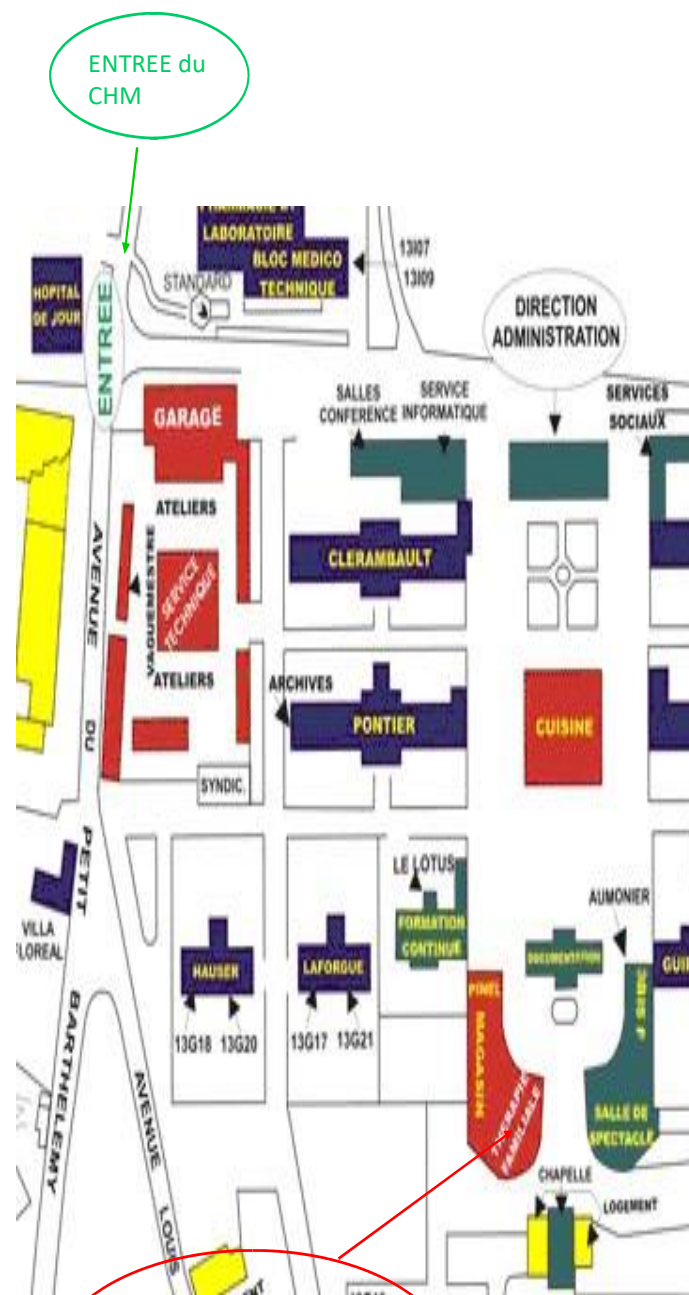 ENTREE du
CHM
LABORATOIRE
BLOC MEDICO
TECHNIQUE
13I07
13I09
STANDARD
HOPITAL
DE JOUR
ENTREE
DIRECTION
ADMINISTRATION
SALLES
CONFERENCE
SERVICE
INFORMATIQUE
SERVICES
SOCIAUX
GARAGE
ATELIERS
VAGUEMESTRE
SERVICE
TECHNIQUE
ATELIERS
CLERAMBAULT
ARCHIVES
PONTIER
CUISINE
SYNDIC.
AVENUE DU PETIT BARTHELEMY
VILLA
LE LOTUS
FORMATION
CONTINUE
AUMONIER
DOCUMENTATION
HAUSER
LAFORGUE
13G18
13G20
13G17
13G21
PINEL
MAGASIN
THERAPIE
FAMILIALE
SALLE DE
SPECTACLE
CHAPELLE
LOGEMENT
AVENUE LOUIS